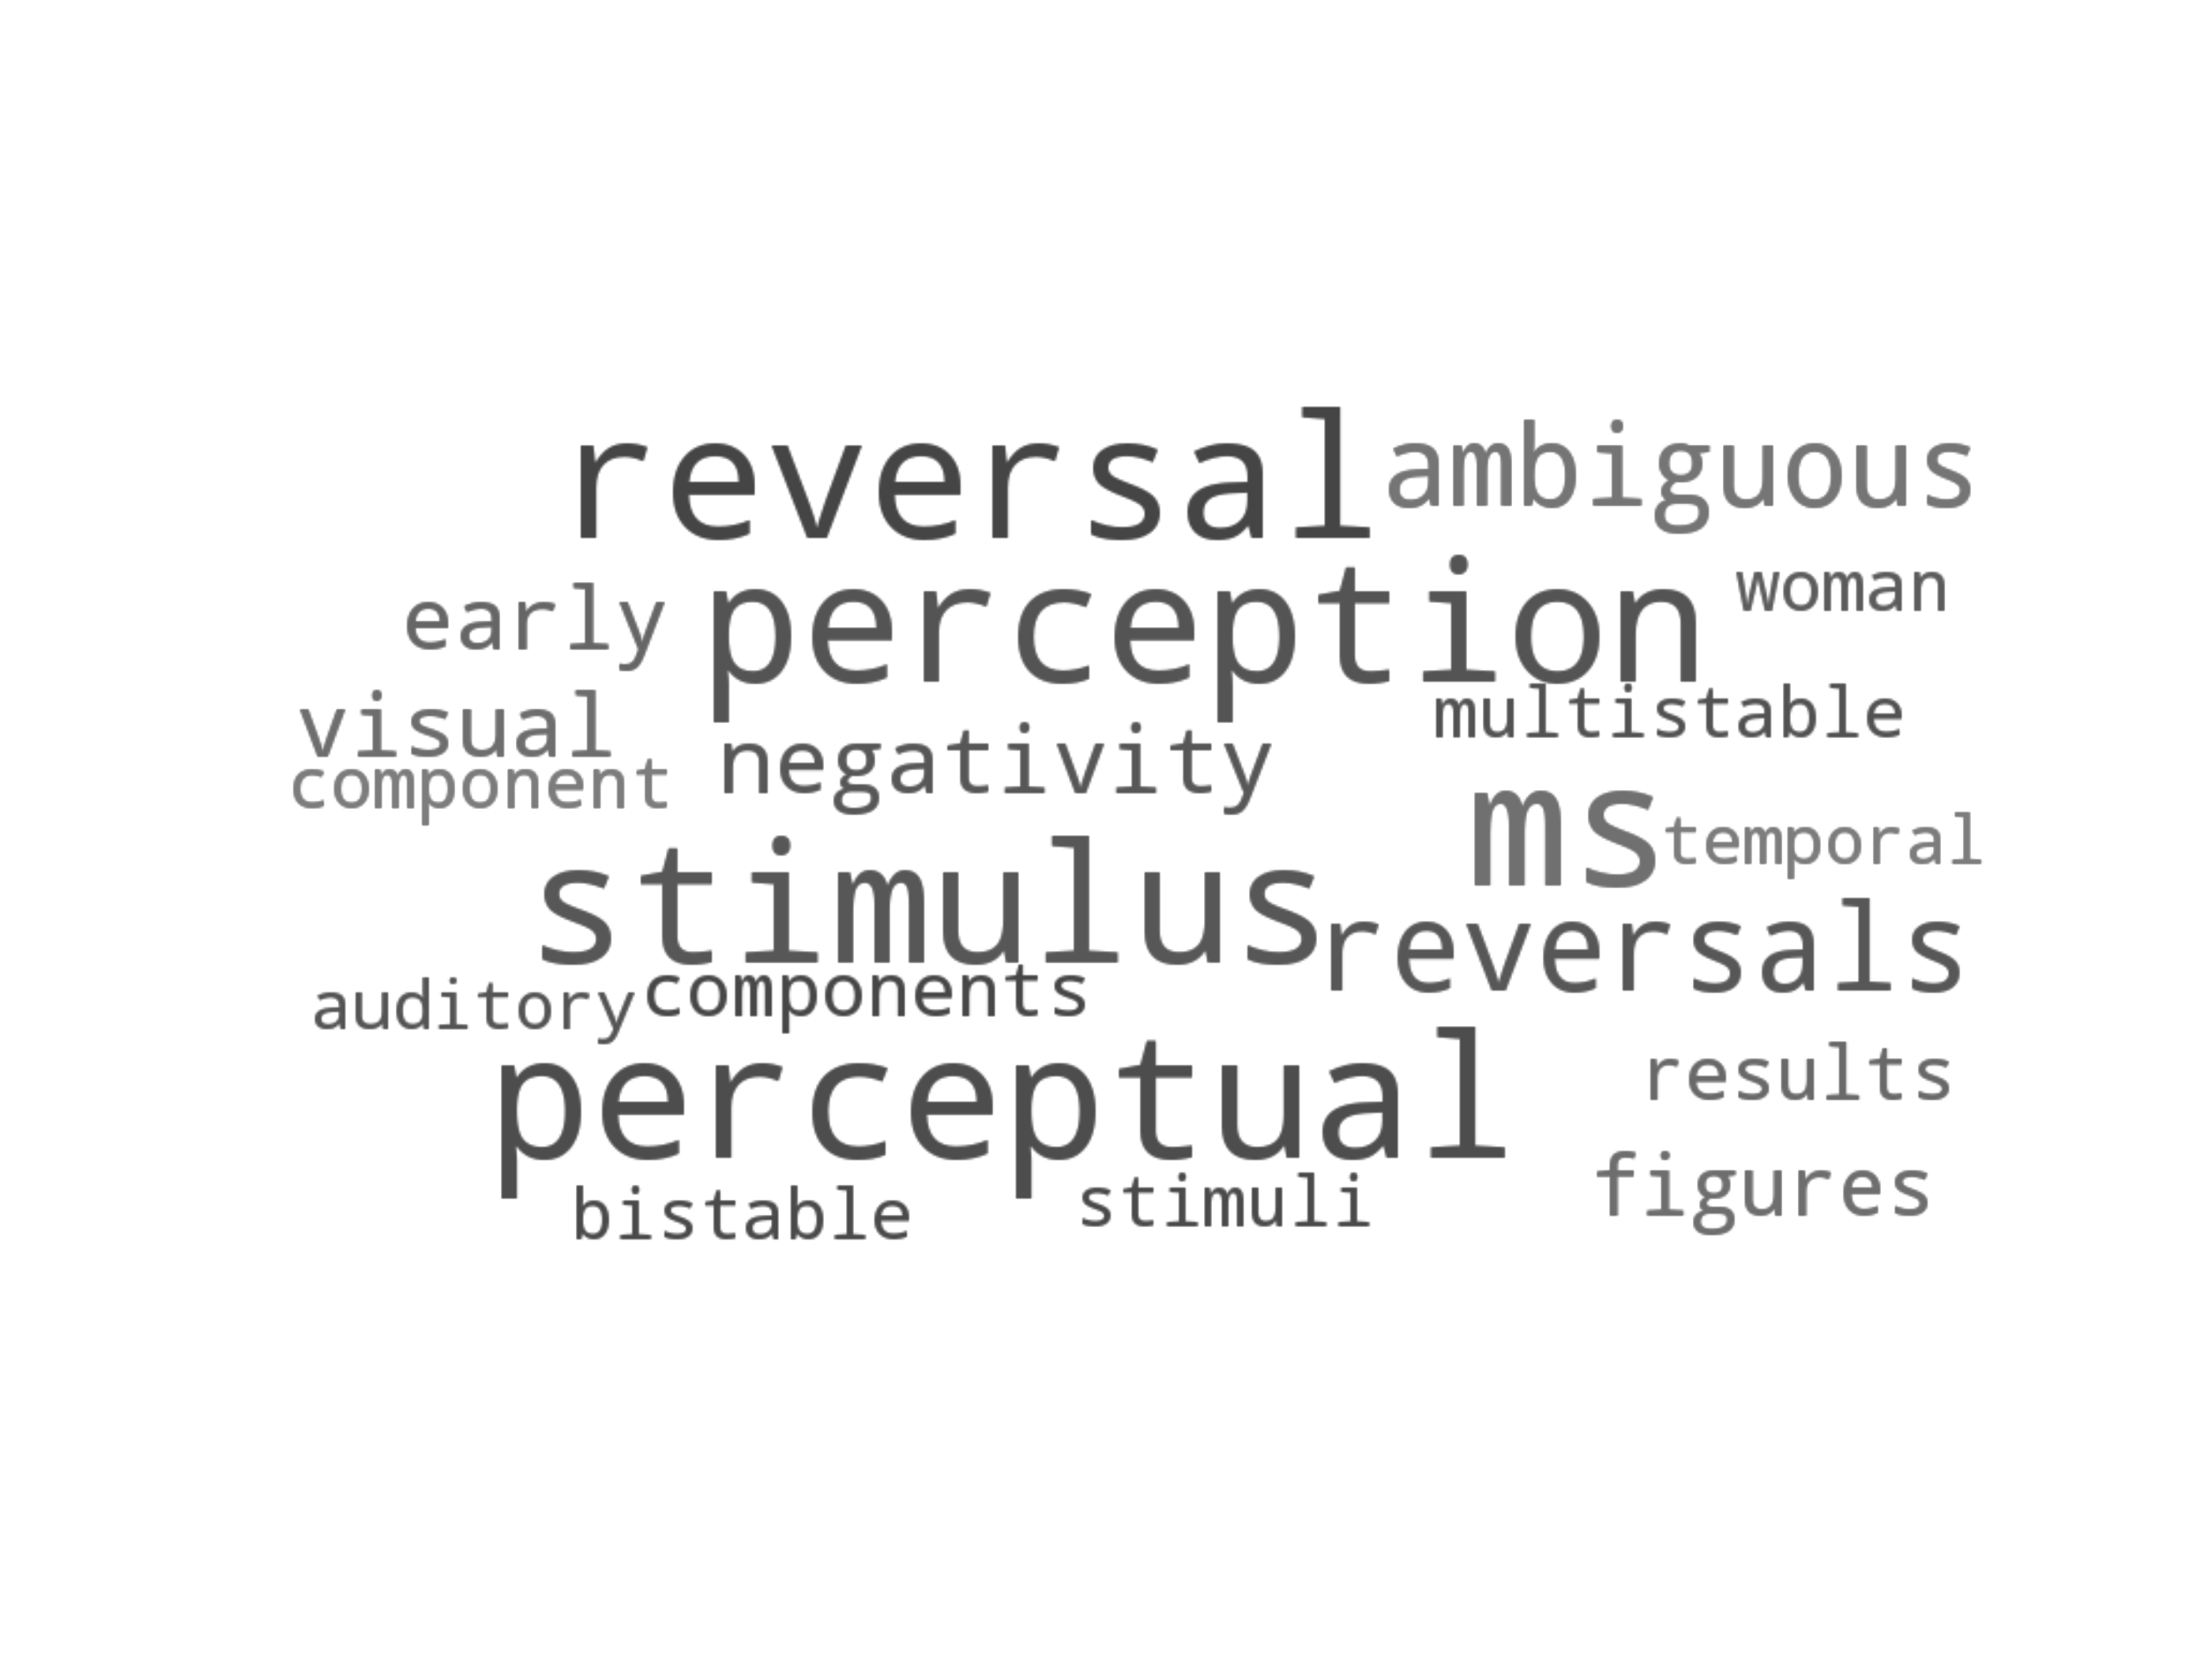 reversal ambiguous
early perception woman
visual multistable
component negativity
ms temporal
stimulus reversals
auditory components
perceptual results
bistable stimuli figures